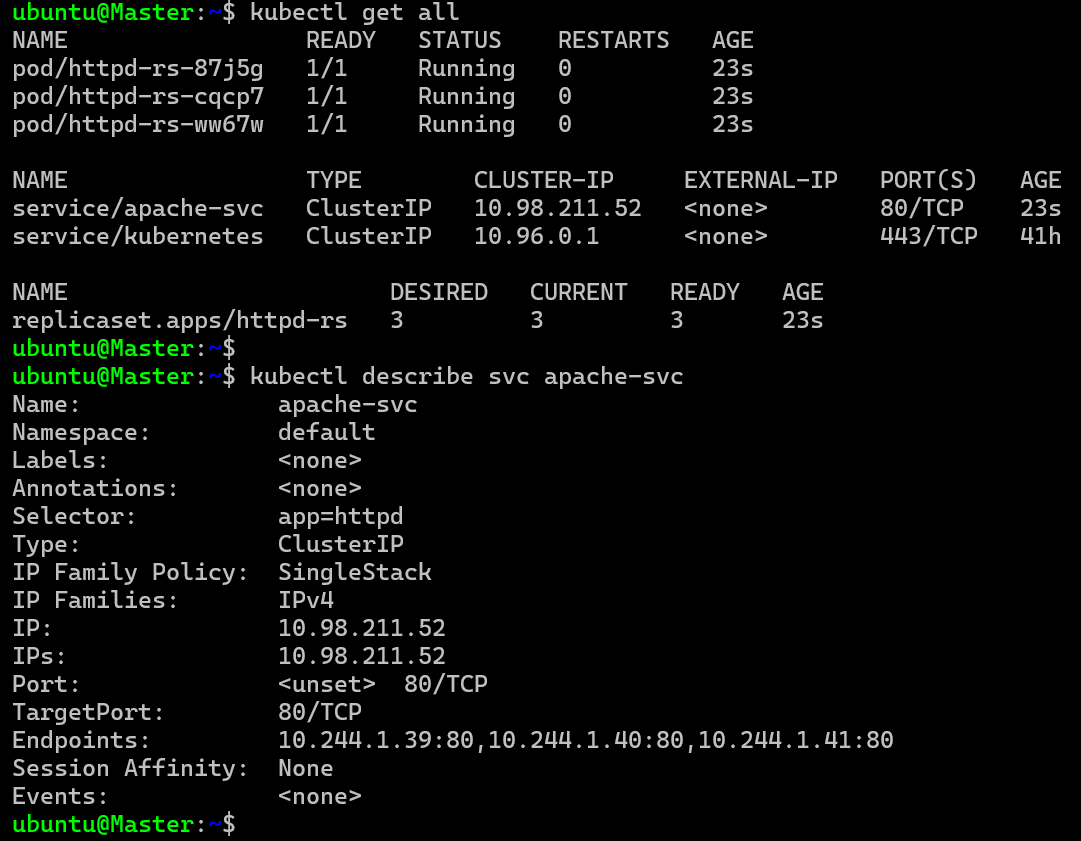 ubuntu@Master:~$ kubectl get all
NAME                 READY   STATUS    RESTARTS   AGE
pod/httpd-rs-87j5g   1/1     Running   0          23s
pod/httpd-rs-cqcp7   1/1     Running   0          23s
pod/httpd-rs-ww67w   1/1     Running   0          23s

NAME                 TYPE        CLUSTER-IP     EXTERNAL-IP   PORT(S)   AGE
service/apache-svc   ClusterIP   10.98.211.52   <none>        80/TCP    23s
service/kubernetes   ClusterIP   10.96.0.1      <none>        443/TCP   41h

NAME                       DESIRED   CURRENT   READY   AGE
replicaset.apps/httpd-rs   3         3         3       23s
ubuntu@Master:~$
ubuntu@Master:~$ kubectl describe svc apache-svc
Name:              apache-svc
Namespace:         default
Labels:            <none>
Annotations:       <none>
Selector:          app=httpd
Type:              ClusterIP
IP Family Policy:  SingleStack
IP Families:       IPv4
IP:                10.98.211.52
IPs:               10.98.211.52
Port:              <unset>  80/TCP
TargetPort:        80/TCP
Endpoints:         10.244.1.39:80,10.244.1.40:80,10.244.1.41:80
Session Affinity:  None
Events:            <none>
ubuntu@Master:~$